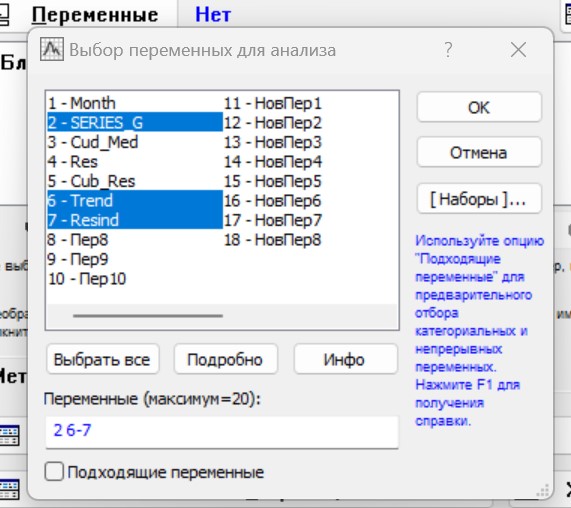 Переменные
Нет
Бл
Выбор переменных для анализа
?
1 - Month
2 - SERIES_G
3 - Cud_Med
4 - Res
5 - Cub_Res
6 - Trend
7 - Resind
8 - Пер8
9 - Пер9
10 - Пер10
11 - НовПер1
12 - НовПер2
13 - НовПер3
14 - НовПер4
15 - НовПер5
16 - НовПер6
17 - НовПер7
18 - НовПер8
OK
Отмена
[ Наборы ]...
Используйте опцию
"Подходящие
переменные" для
предварительного
отбора
категориальных и
непрерывных
переменных.
Нажмите F1 для
получения
справки.
Выбрать все
Подробно
Инфо
Переменные (максимум=20):
2 6-7
Подходящие переменные